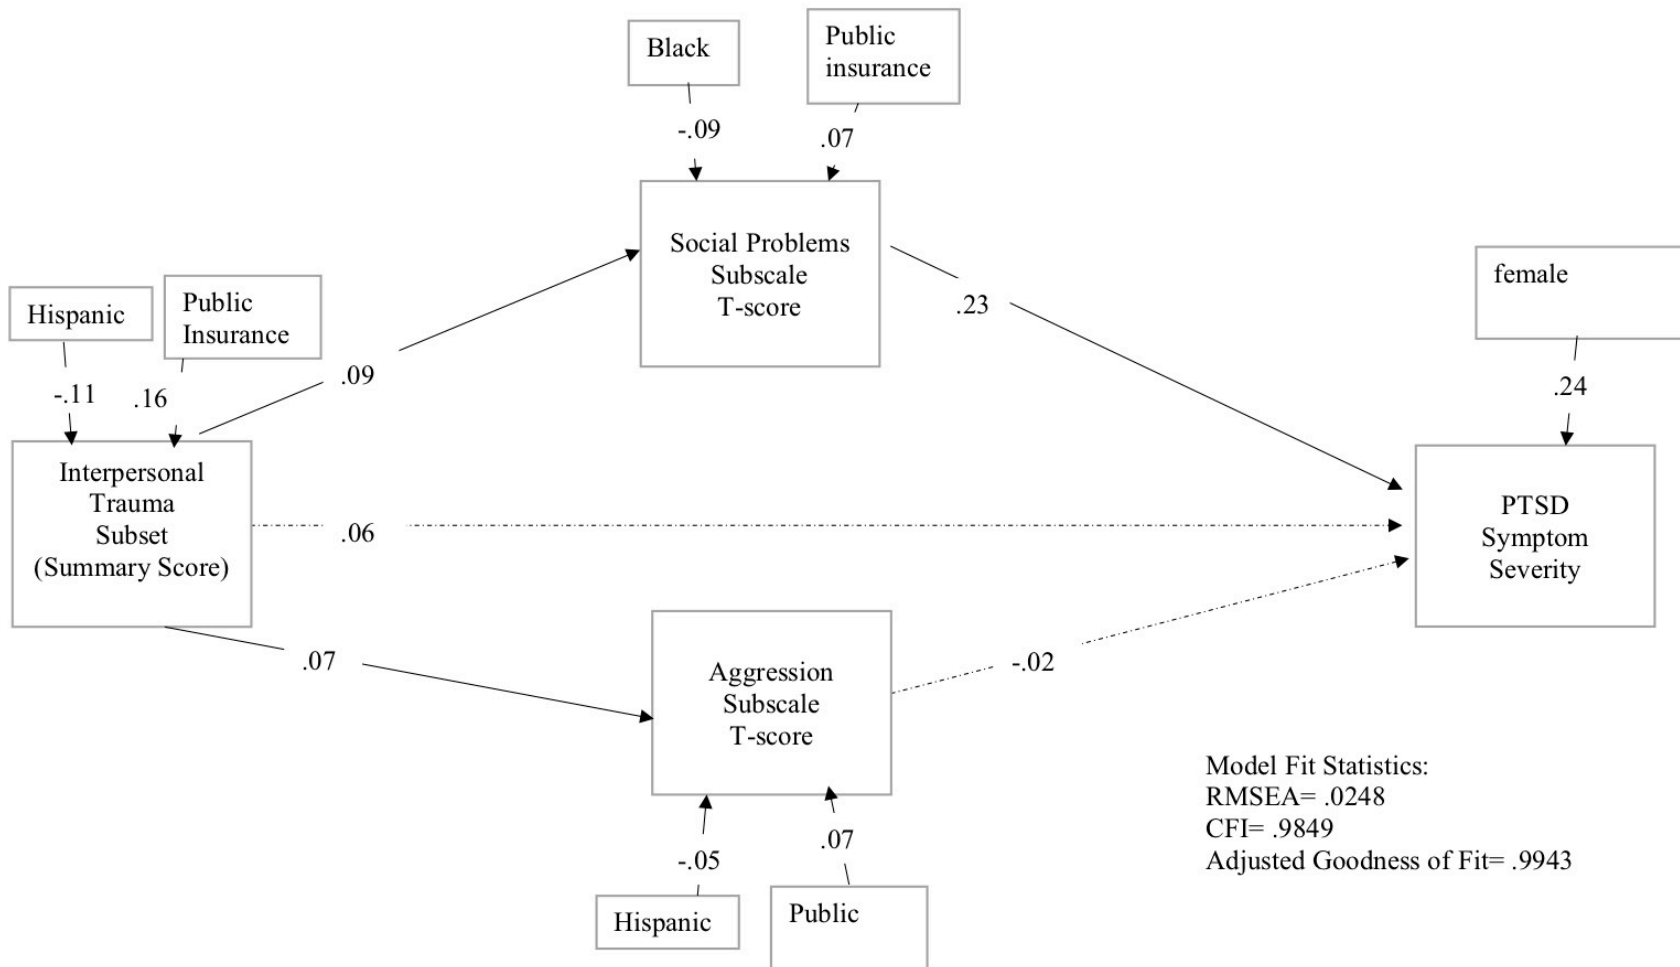 Black
Public
insurance
-.09
.07
Social Problems
Subscale
T-score
Hispanic
Public
Insurance
-.11
.16
.09
.23
female
.24
Interpersonal
Trauma
Subset
(Summary Score)
.06
PTSD
Symptom
Severity
.07
-.02
Aggression
Subscale
T-score
-.05
.07
Hispanic
Public
Model Fit Statistics:
RMSEA= .0248
CFI= .9849
Adjusted Goodness of Fit= .9943